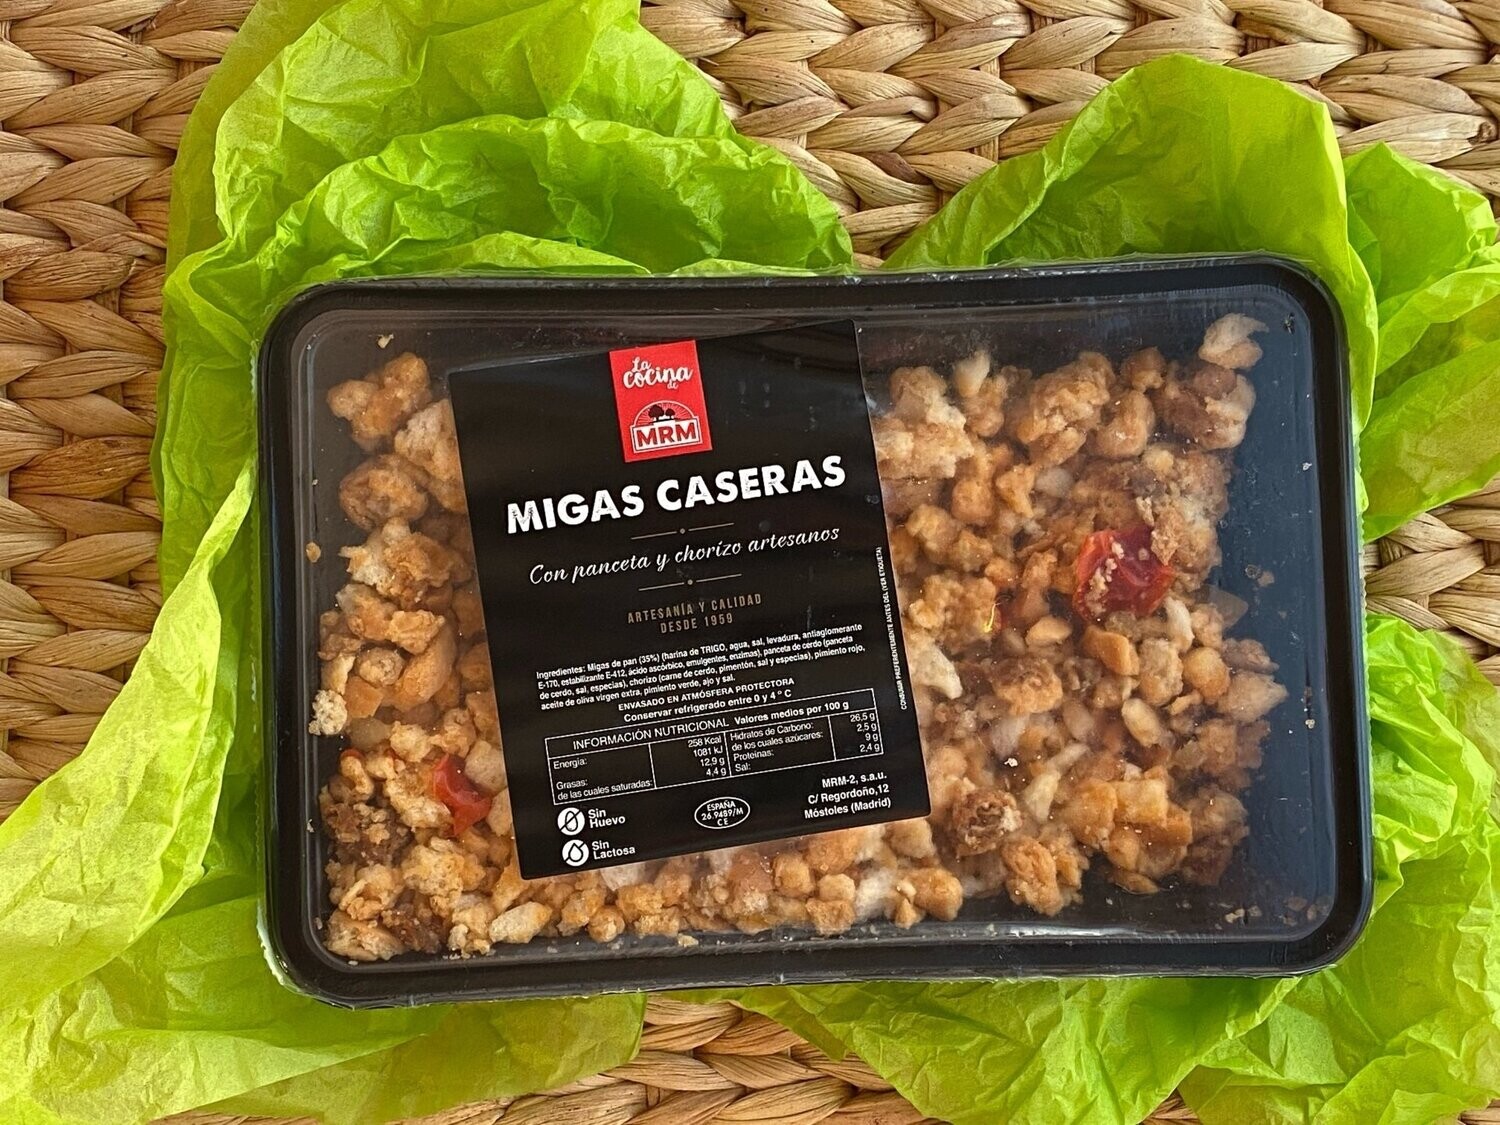 La
cocina
de
MRM
MIGAS CASERAS
Con panceta y chorizo artesanos
ARTESANÍA Y CALIDAD
DESDE 1959
Ingredientes: Migas de pan (35%) (harina de TRIGO, agua, sal, levadura, antiaglomerante
E-170, estabilizante E-412, ácido ascórbico, emulgentes, enzimas), panceta de cerdo (panceta
de cerdo, sal, especias), chorizo (carne de cerdo, pimentón, sal y especias), pimiento rojo,
aceite de oliva virgen extra, pimiento verde, ajo y sal.
ENVASADO EN ATMÓSFERA PROTECTORA
Conservar refrigerado entre 0 y 4 º C
INFORMACIÓN NUTRICIONAL Valores medios por 100 g
Energía: 258 Kcal
1081 kJ
Grasas: 12,9 g
de las cuales saturadas: 4,4 g
Hidratos de Carbono: 26,5 g
de los cuales azúcares: 2,5 g
Proteínas: 9 g
Sal: 2,4 g
Sin
Huevo
Sin
Lactosa
ESPAÑA
26.9489/M
CE
MRM-2, s.a.u.
C/ Regordoño,12
Móstoles (Madrid)
CONSUMIR PREFERENTEMENTE ANTES DEL (VER ETIQUETA)